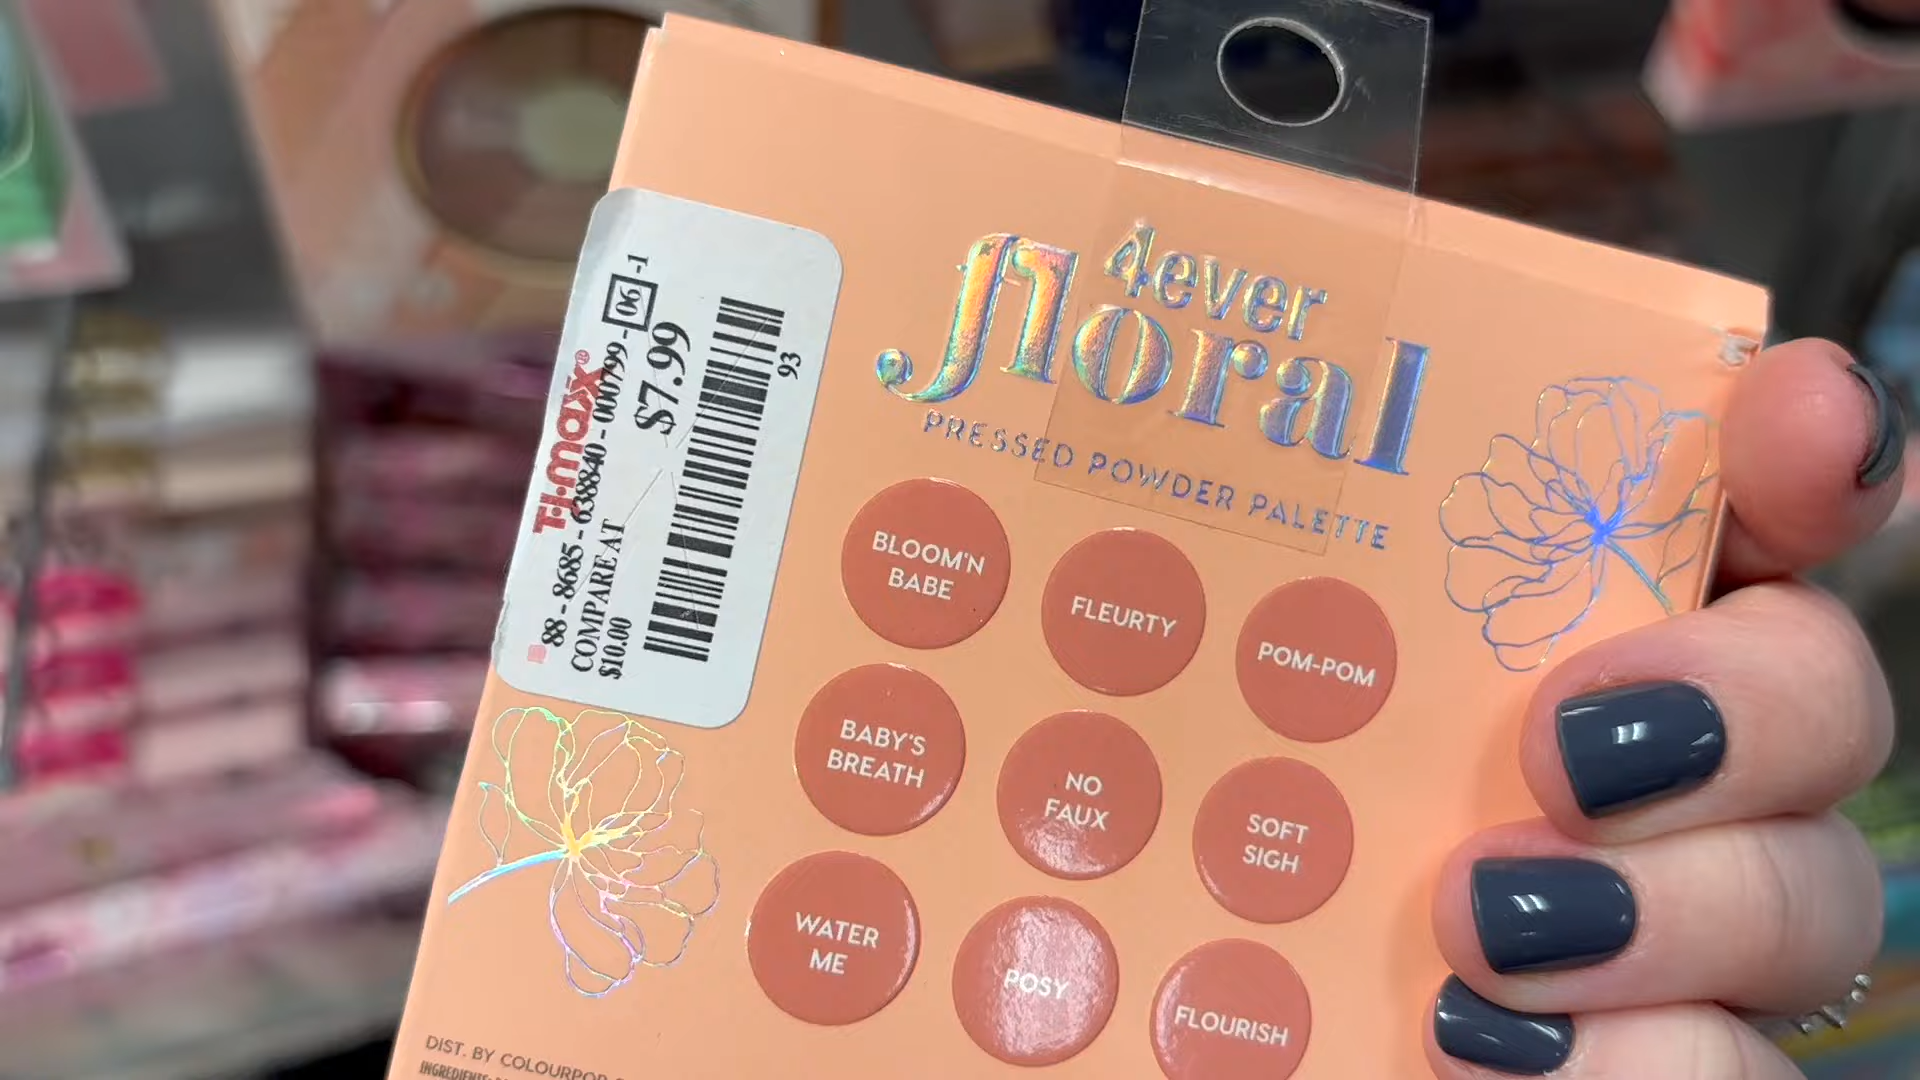 T·J·maxx®
88 - 8685 - 638840 - 000799 - 06 -1
COMPARE AT
$10.00
$7.99
93
4ever
floral
PRESSED POWDER PALETTE
BLOOM'N
BABE
FLEURTY
POM-POM
BABY'S
BREATH
NO
FAUX
SOFT
SIGH
WATER
ME
POSY
FLOURISH
DIST. BY COLOURPOP
INGREDIENTS: